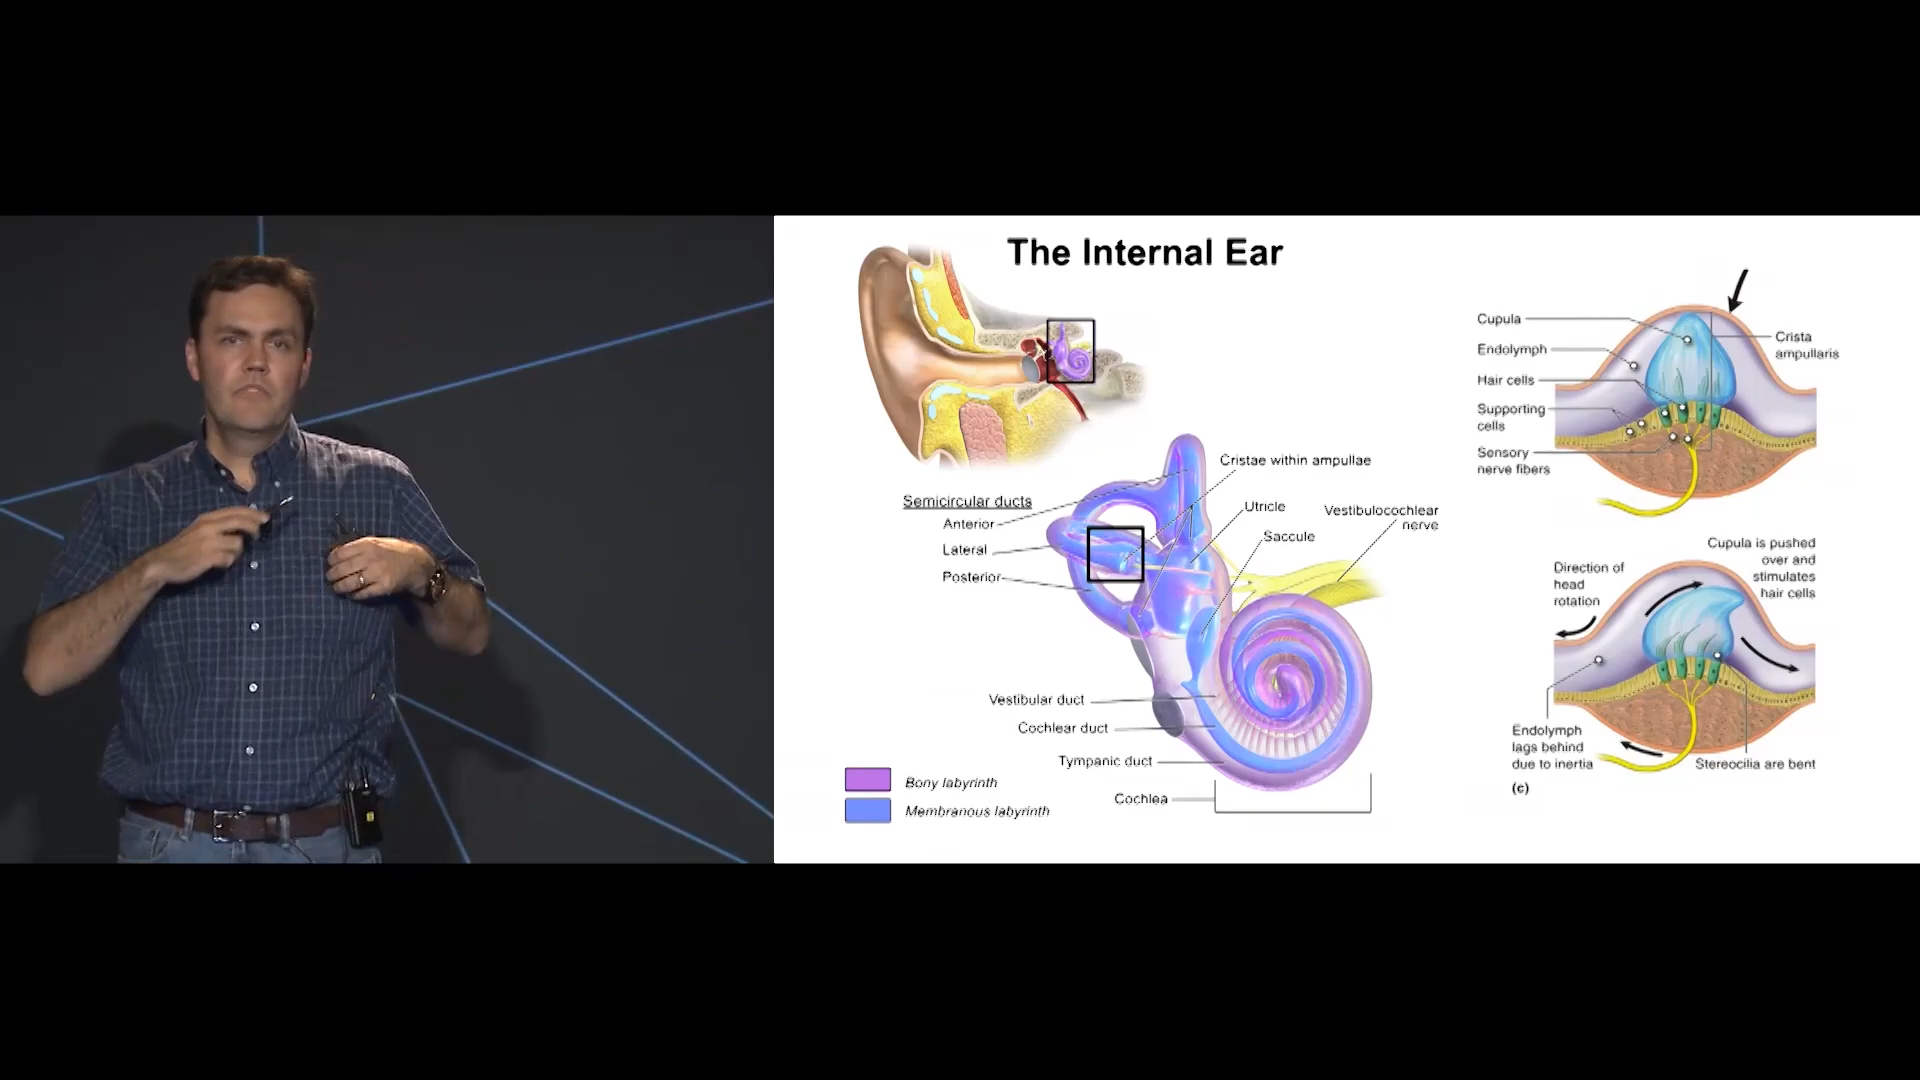 The Internal Ear
Cristae within ampullae
Semicircular ducts
Anterior
Lateral
Posterior
Utricle
Saccule
Vestibulocochlear
nerve
Vestibular duct
Cochlear duct
Tympanic duct
Cochlea
Bony labyrinth
Membranous labyrinth
Cupula
Endolymph
Hair cells
Supporting
cells
Sensory
nerve fibers
Crista
ampullaris
Cupula is pushed
over and
stimulates
hair cells
Direction of
head
rotation
Endolymph
lags behind
due to inertia
Stereocilia are bent
(c)